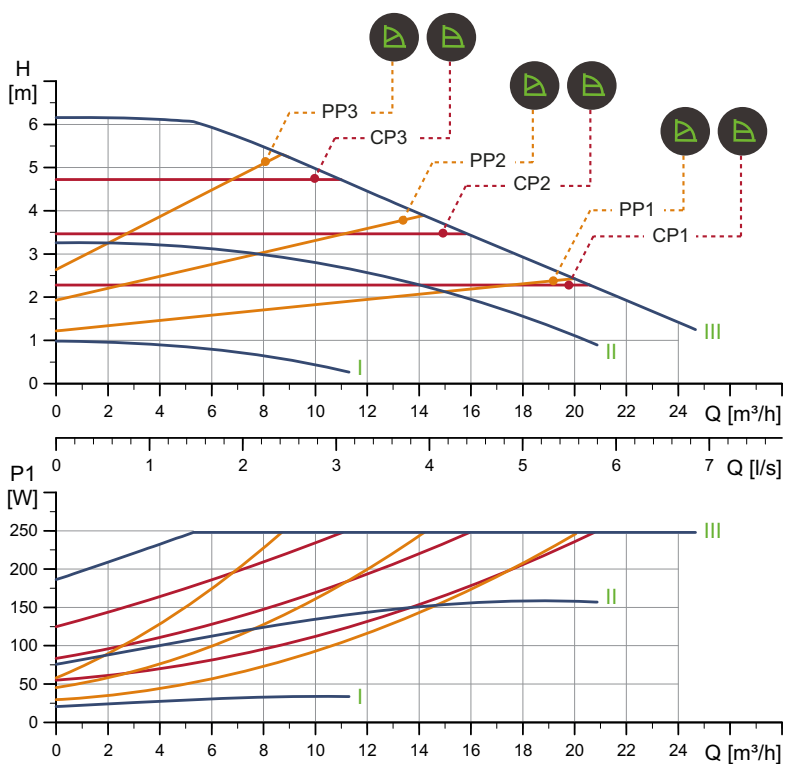 H
[m]
PP3
CP3
PP2
CP2
PP1
CP1
6
5
4
3
2
1
0
I
II
III
0 2 4 6 8 10 12 14 16 18 20 22 24 Q [m³/h]
0 1 2 3 4 5 6 7 Q [l/s]
P1
[W]
250
200
150
100
50
0
III
II
I
0 2 4 6 8 10 12 14 16 18 20 22 24 Q [m³/h]